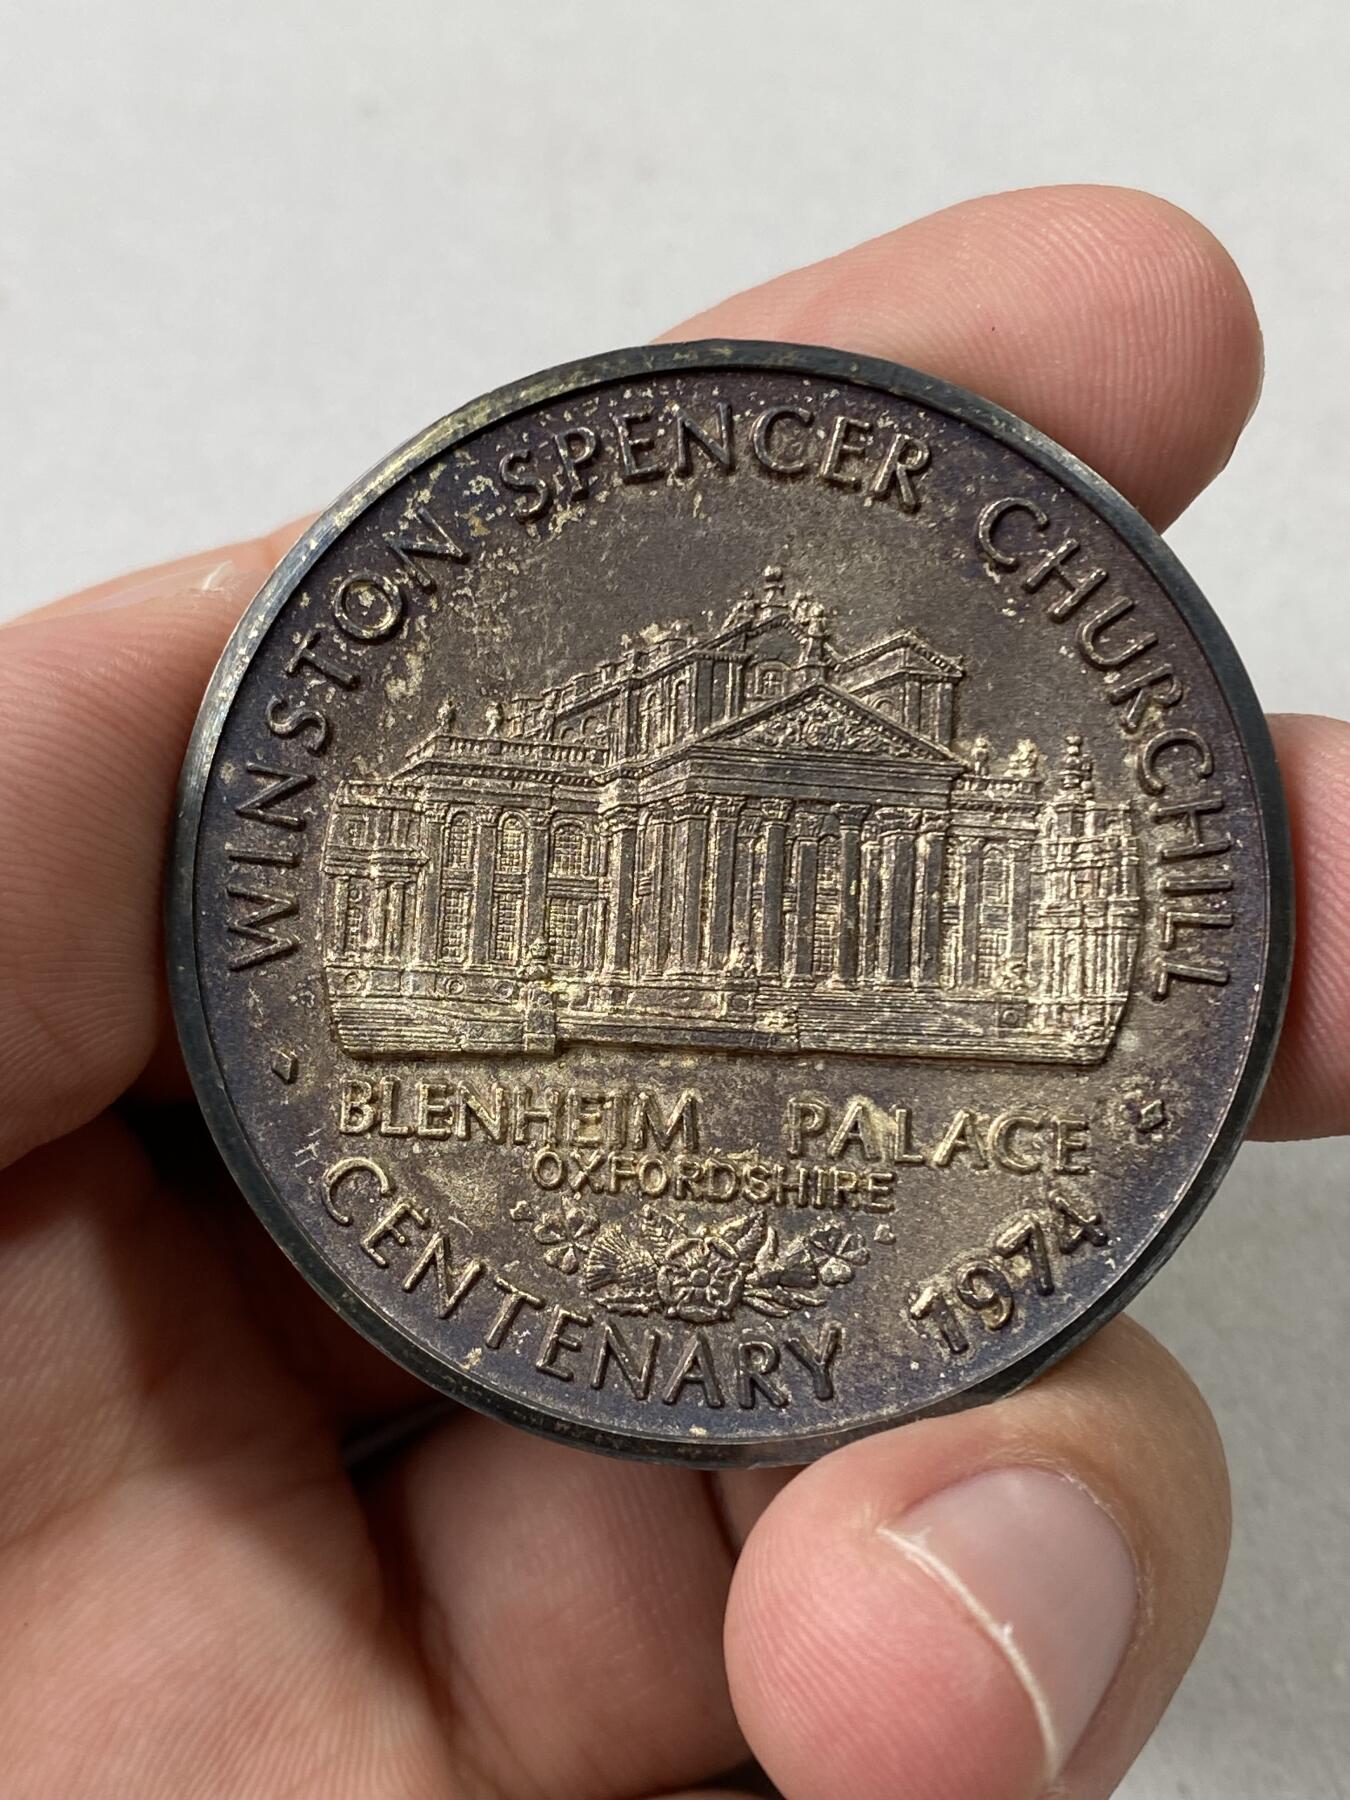 WINSTON SPENCER CHURCHILL
BLENHEIM PALACE
OXFORDSHIRE
CENTENARY 1974